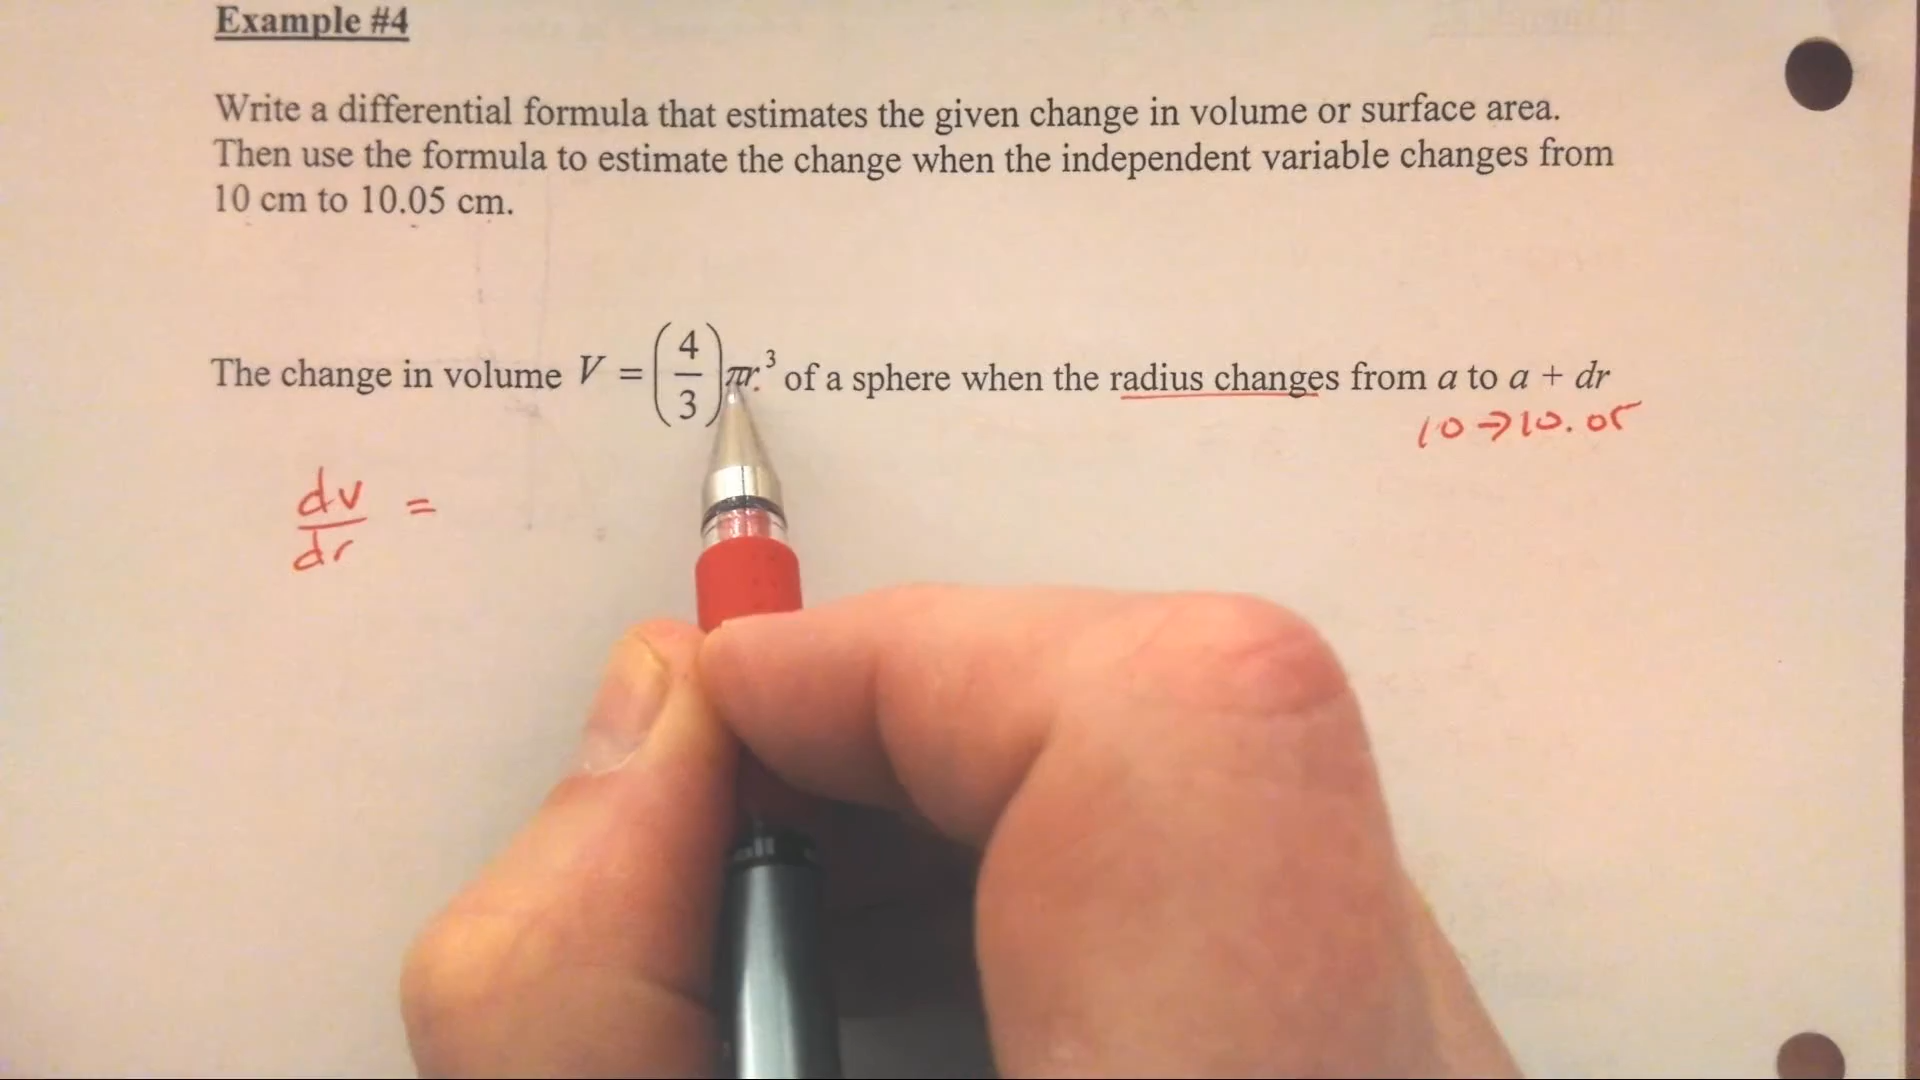 Example #4
Write a differential formula that estimates the given change in volume or surface area.
Then use the formula to estimate the change when the independent variable changes from
10 cm to 10.05 cm.
The change in volume V = (4/3)πr³ of a sphere when the radius changes from a to a + dr
10→10.05
dv/dr =